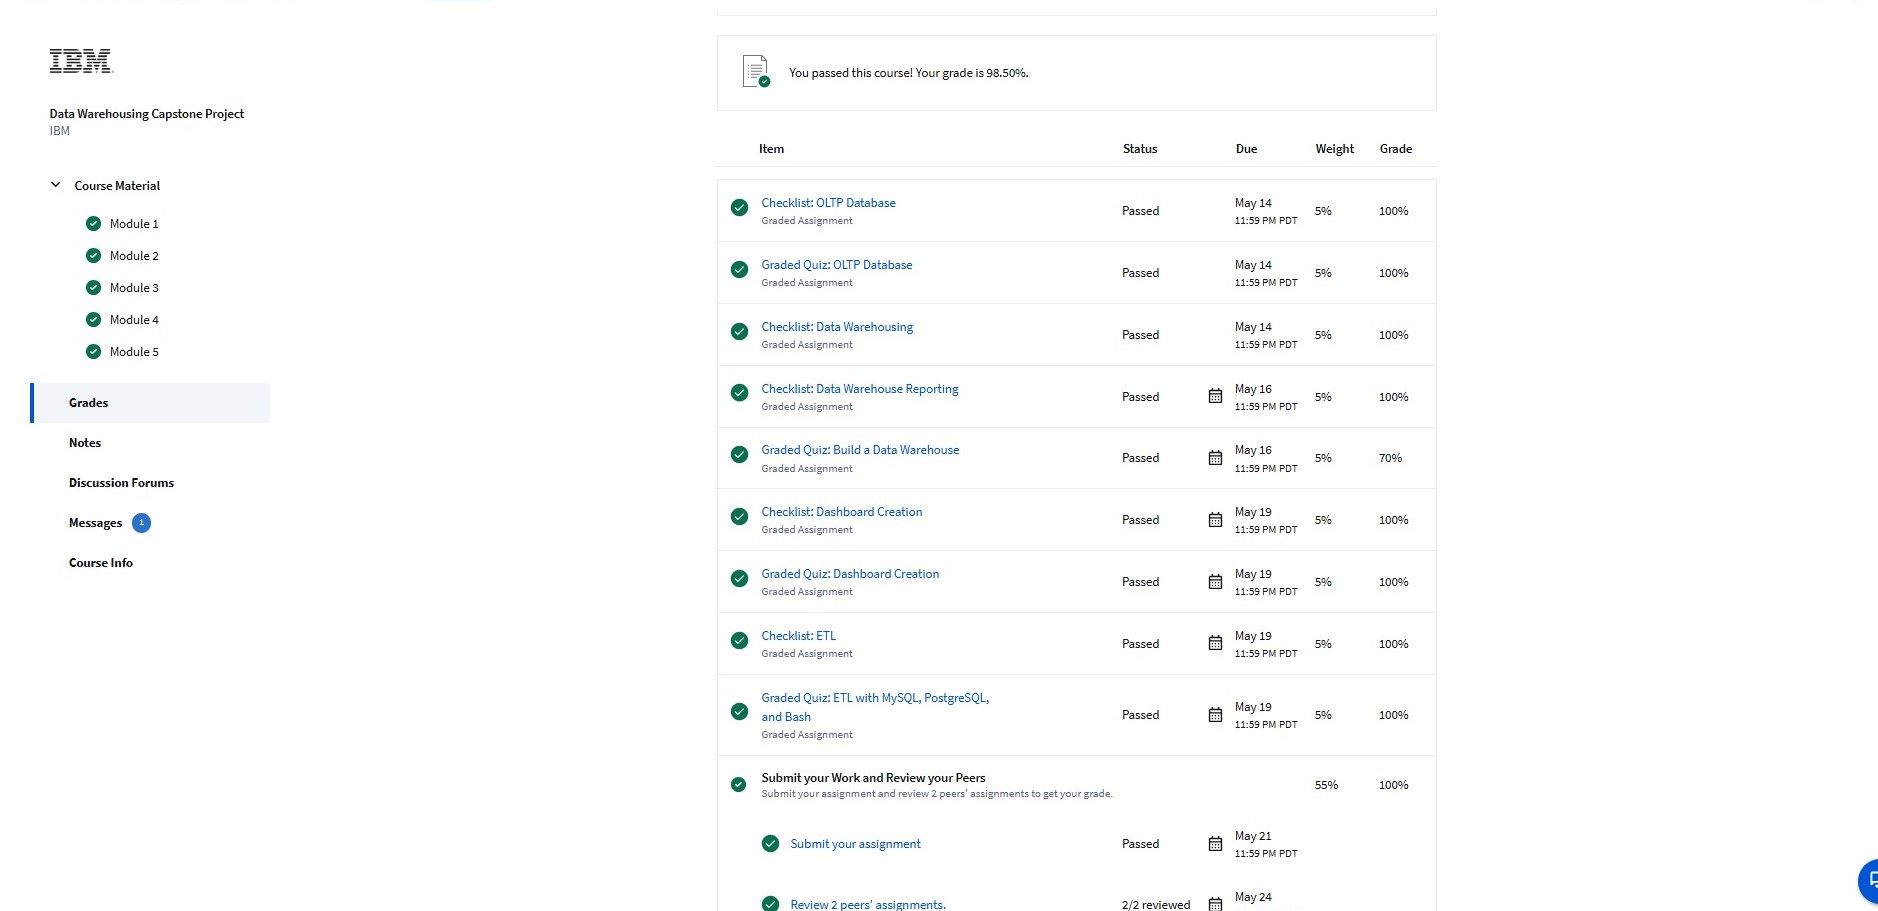 IBM
Data Warehousing Capstone Project
IBM
Course Material
Module 1
Module 2
Module 3
Module 4
Module 5
Grades
Notes
Discussion Forums
Messages 1
Course Info
You passed this course! Your grade is 98.50%.
Item Status Due Weight Grade
Checklist: OLTP Database
Graded Assignment
Passed
May 14
11:59 PM PDT
5%
100%
Graded Quiz: OLTP Database
Graded Assignment
Passed
May 14
11:59 PM PDT
5%
100%
Checklist: Data Warehousing
Graded Assignment
Passed
May 14
11:59 PM PDT
5%
100%
Checklist: Data Warehouse Reporting
Graded Assignment
Passed
May 16
11:59 PM PDT
5%
100%
Graded Quiz: Build a Data Warehouse
Graded Assignment
Passed
May 16
11:59 PM PDT
5%
70%
Checklist: Dashboard Creation
Graded Assignment
Passed
May 19
11:59 PM PDT
5%
100%
Graded Quiz: Dashboard Creation
Graded Assignment
Passed
May 19
11:59 PM PDT
5%
100%
Checklist: ETL
Graded Assignment
Passed
May 19
11:59 PM PDT
5%
100%
Graded Quiz: ETL with MySQL, PostgreSQL,
and Bash
Graded Assignment
Passed
May 19
11:59 PM PDT
5%
100%
Submit your Work and Review your Peers
Submit your assignment and review 2 peers' assignments to get your grade.
55%
100%
Submit your assignment
Passed
May 21
11:59 PM PDT
Review 2 peers' assignments.
2/2 reviewed
May 24